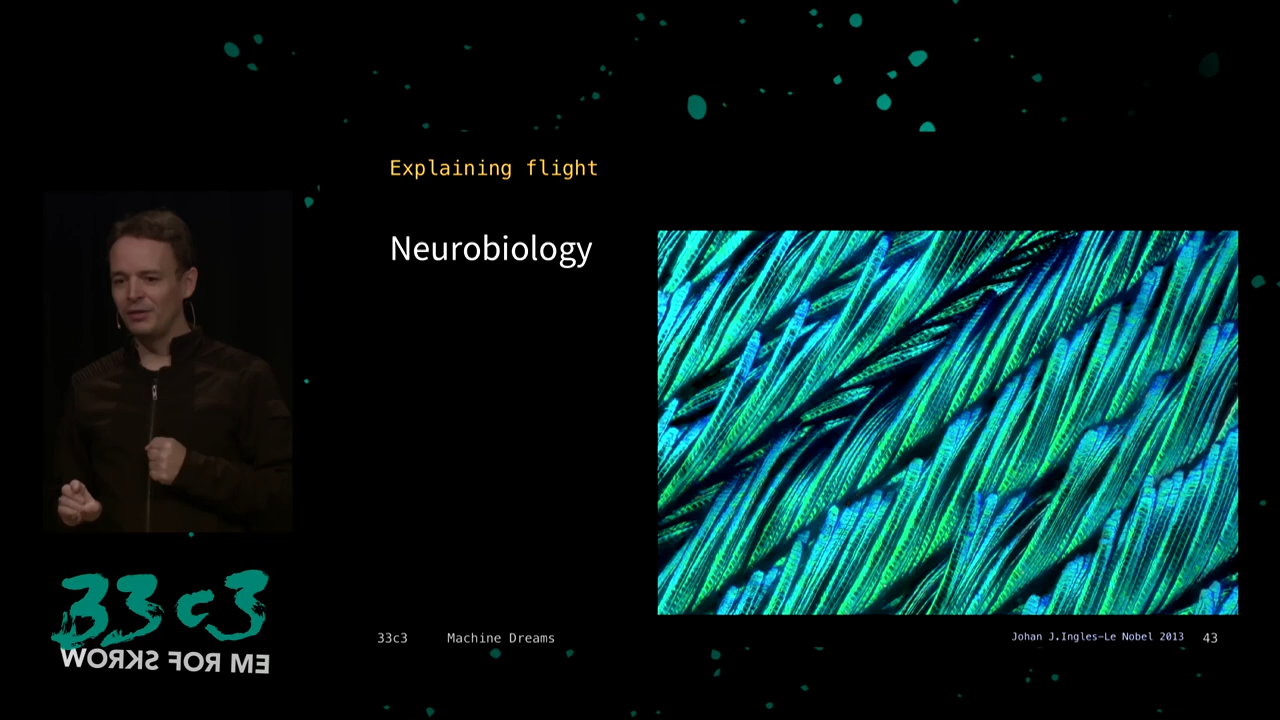 Explaining flight
Neurobiology
33c3
WORKS FOR ME
33c3 Machine Dreams
Johan J.Ingles-Le Nobel 2013 43